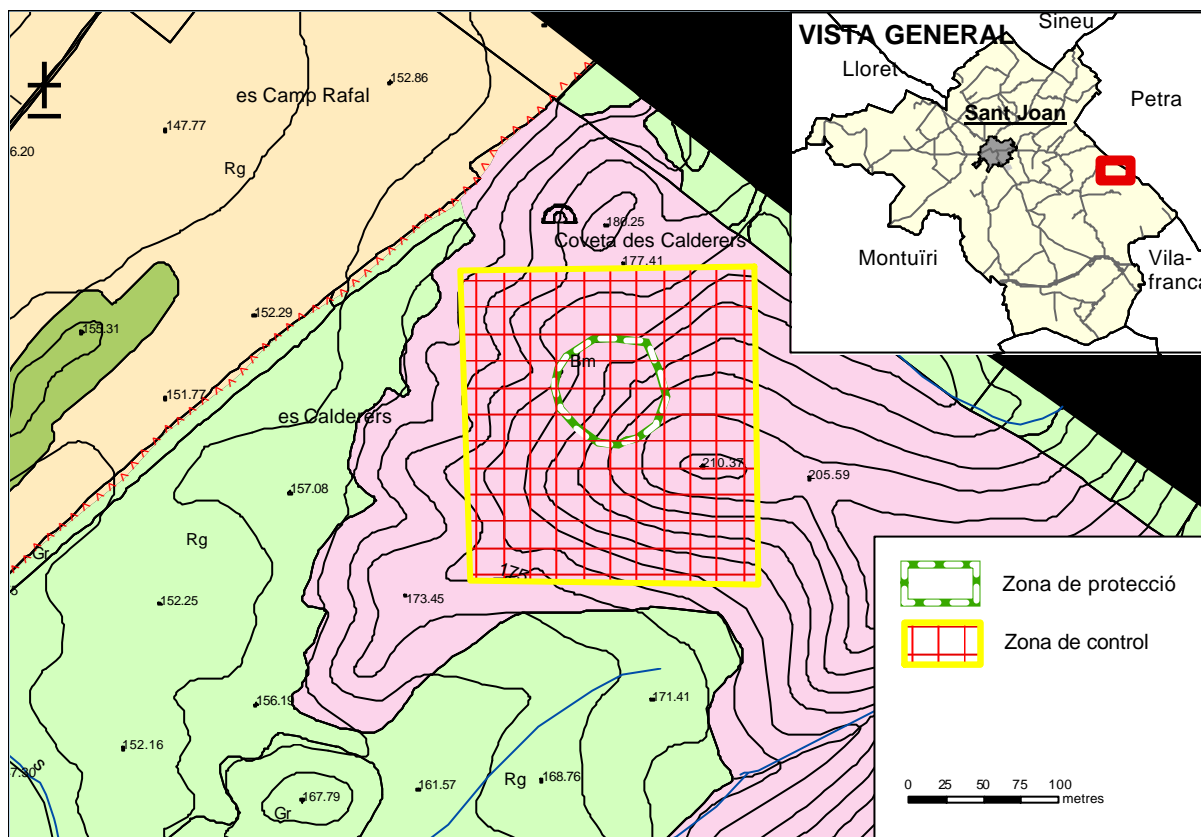 VISTA GENERAL
Sineu
Lloret
Petra
Sant Joan
Montuïri
Vila-
franca
152.86
es Camp Rafal
147.77
6.20
Rg
180.25
Coveta des Calderers
177.41
152.29
155.31
Bm
151.77
es Calderers
210.37
205.59
157.08
Rg
Gr
175
152.25
173.45
Zona de protecció
Zona de control
156.19
171.41
152.16
7.80
s
161.57
Rg
168.76
167.79
Gr
0 25 50 75 100
metres